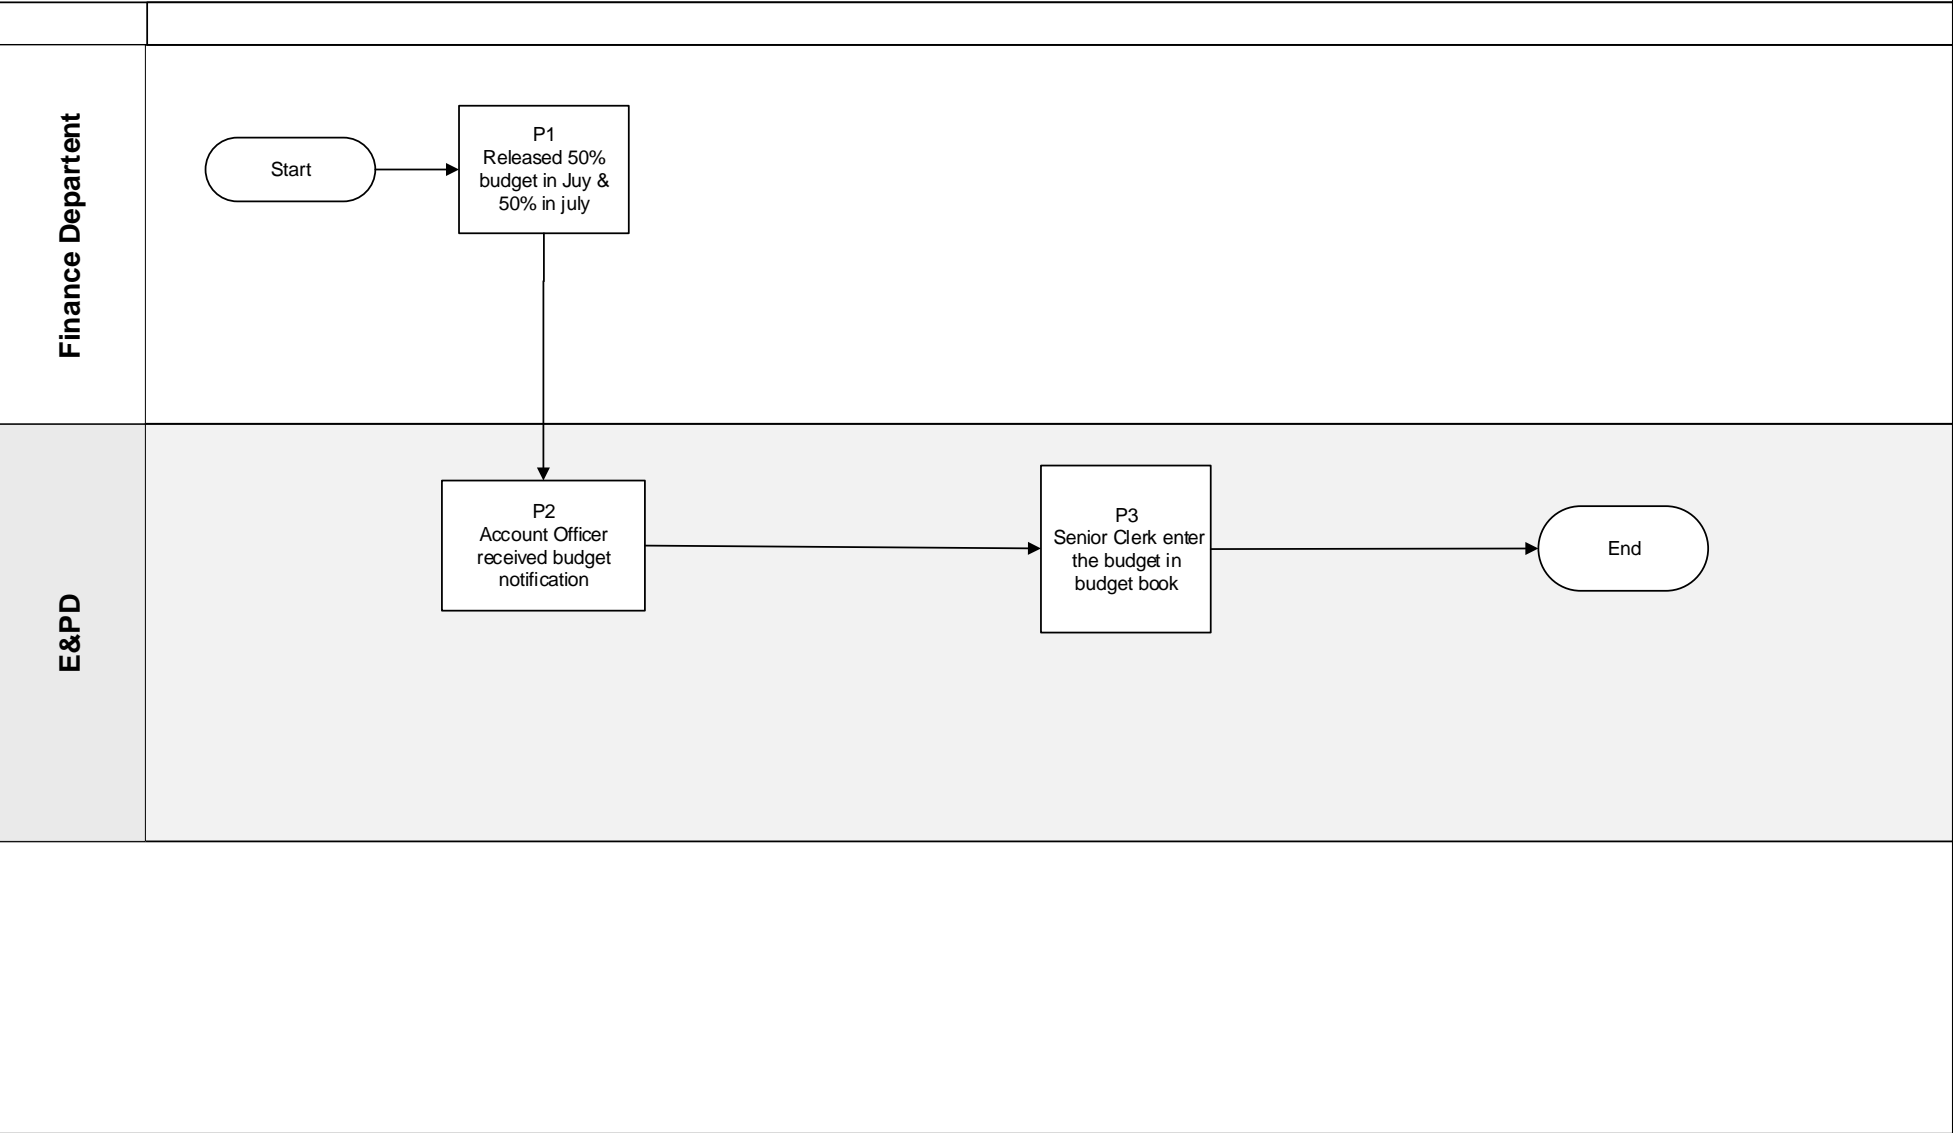 Finance Departent
Start
P1
Released 50%
budget in Juy &
50% in july
E&PD
P2
Account Officer
received budget
notification
P3
Senior Clerk enter
the budget in
budget book
End